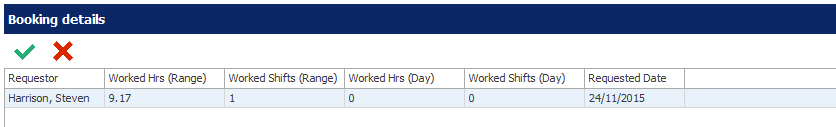 Booking details
Requestor Worked Hrs (Range) Worked Shifts (Range) Worked Hrs (Day) Worked Shifts (Day) Requested Date
Harrison, Steven 9.17 1 0 0 24/11/2015